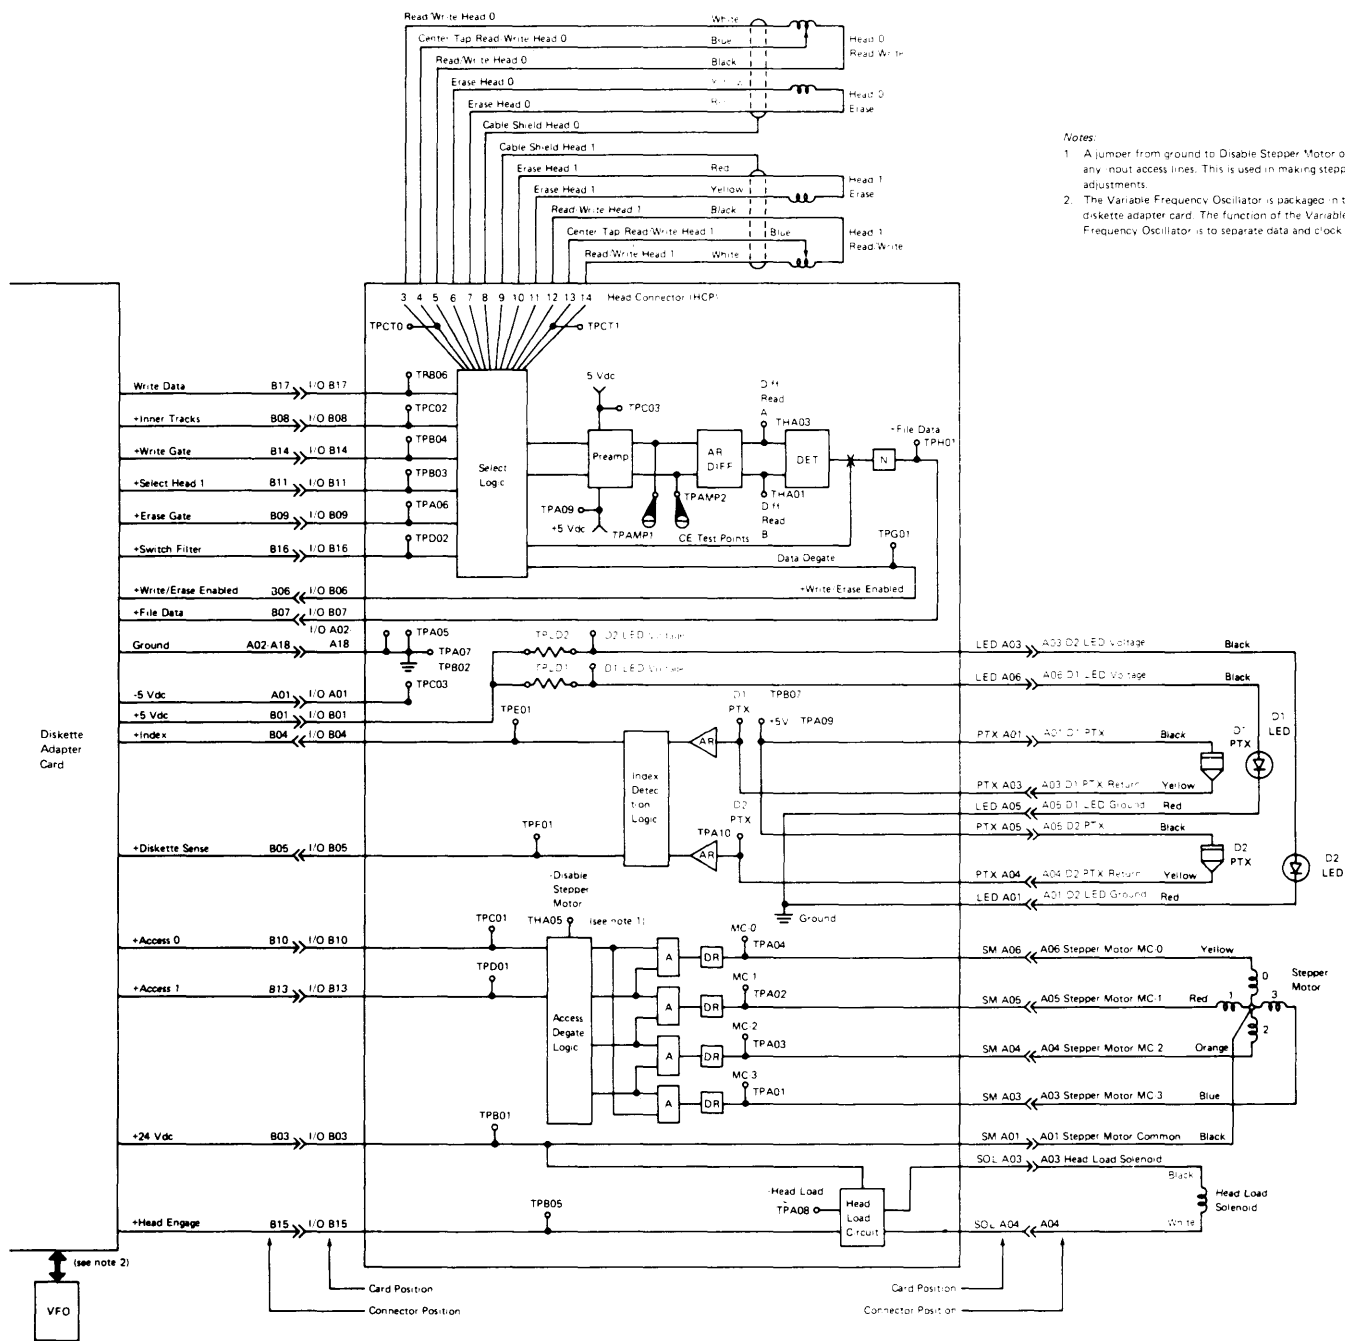 Read/Write Head 0 White
Center Tap Read/Write Head 0 Blue
Read/Write Head 0 Black
Head 0
Read/Write
Erase Head 0
Erase Head 0
Head 0
Erase
Cable Shield Head 0
Cable Shield Head 1
Erase Head 1 Red
Erase Head 1 Yellow
Head 1
Erase
Read/Write Head 1 Black
Center Tap Read/Write Head 1 Blue
Read/Write Head 1 White
Head 1
Read/Write
Notes:
1 A jumper from ground to Disable Stepper Motor
any input access lines. This is used in making
adjustments.
2. The Variable Frequency Oscillator is packaged in
diskette adapter card. The function of the Variable
Frequency Oscillator is to separate data and clock
3 4 5 6 7 8 9 10 11 12 13 14 Head Connector (HCP)
TPCT0 TPCT1
Write Data B17 I/O B17 TRB06
+Inner Tracks B08 I/O B08 TPC02
+Write Gate B14 I/O B14 TPB04
+Select Head 1 B11 I/O B11 TPB03
+Erase Gate B09 I/O B09 TPA06
+Switch Filter B16 I/O B16 TPD02
+Write/Erase Enabled B06 I/O B06
+File Data B07 I/O B07
Select
Logic
5 Vdc
TPC03
Preamp
TPA09
+5 Vdc
TPAMP1
TPAMP2
CE Test Points
AR
DIFF
Diff
Read
A
THA03
THA01
Diff
Read
B
DET
N
+File Data
TPH01
TPG01
Data Degate
+Write/Erase Enabled
Ground A02-A18 I/O A02-
A18
TPA05
TPA07
TPB02
-5 Vdc A01 I/O A01 TPC03
+5 Vdc B01 I/O B01
+Index B04 I/O B04 TPE01
TPLD2 D2 LED Voltage
TPLD1 D1 LED Voltage
LED A03 A03 D2 LED Voltage Black
LED A06 A06 D1 LED Voltage Black
Diskette
Adapter
Card
Index
Detec
tion
Logic
AR
D1
PTX
TPB07
+5V TPA09
PTX A01 A01 D1 PTX Black
PTX A03 A03 D1 PTX Return Yellow
LED A05 A05 D1 LED Ground Red
PTX A05 A05 D2 PTX Black
PTX A04 A04 D2 PTX Return Yellow
LED A01 A01 D2 LED Ground Red
D1
PTX
D1
LED
D2
PTX
D2
LED
D2
PTX
TPA10
AR
Ground
+Diskette Sense B05 I/O B05 TPF01
-Disable
Stepper
Motor
THA05 (see note 1)
+Access 0 B10 I/O B10 TPC01
+Access 1 B13 I/O B13 TPD01
Access
Degate
Logic
A DR MC-0 TPA04
A DR MC 1 TPA02
A DR MC 2 TPA03
A DR MC 3 TPA01
SM A06 A06 Stepper Motor MC-0 Yellow
SM A05 A05 Stepper Motor MC-1 Red
SM A04 A04 Stepper Motor MC 2 Orange
SM A03 A03 Stepper Motor MC 3 Blue
0
1 3
2
Stepper
Motor
+24 Vdc B03 I/O B03 TPB01
SM A01 A01 Stepper Motor Common Black
SOL A03 A03 Head Load Solenoid
Black
Head Load
Solenoid
White
+Head Engage B15 I/O B15 TPB05
-Head Load
TPA08
Head
Load
Circuit
SOL A04 A04
(see note 2)
VFO
Card Position
Connector Position
Card Position
Connector Position